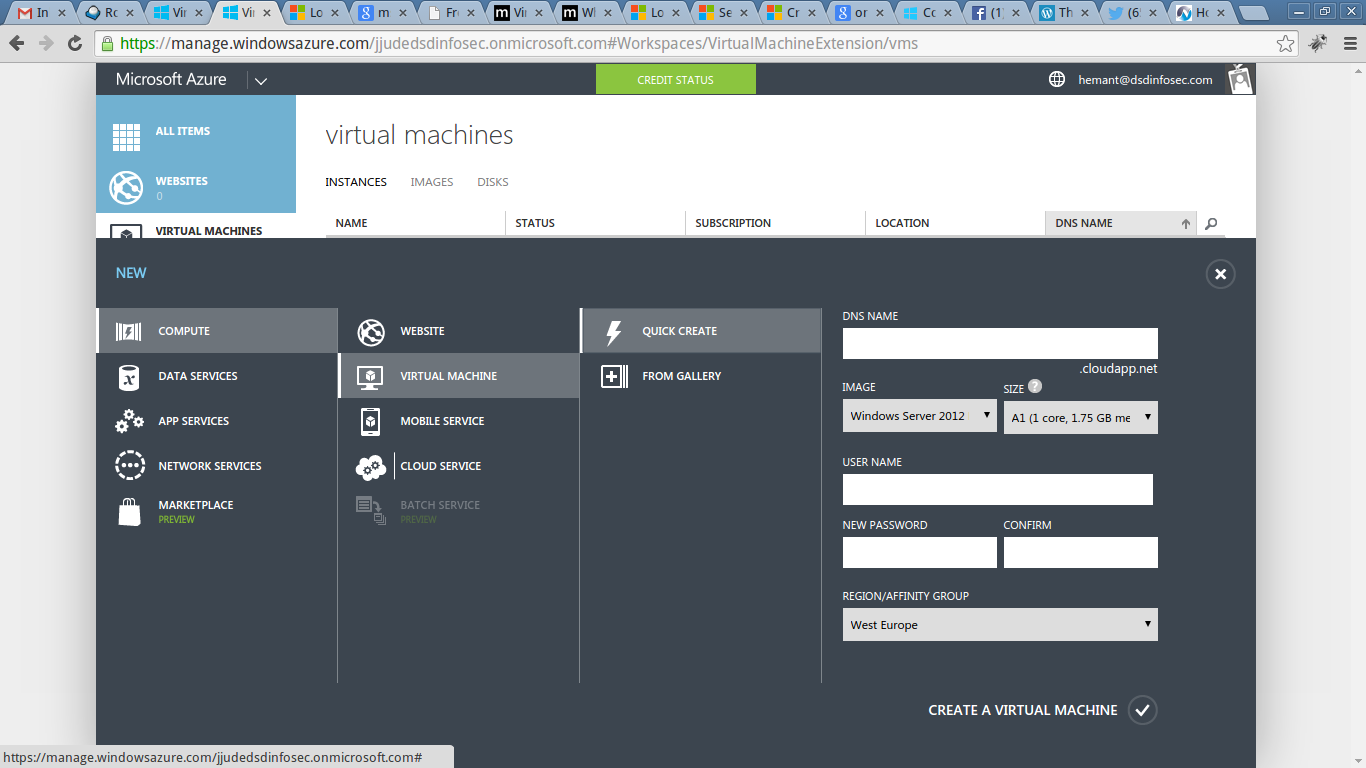 In
Ro
Vir
Vi
Lo
m
Fr
Vir
W
Lo
Se
Cr
or
Co
(1)
Th
(6)
Ho
https://manage.windowsazure.com/jjudedsdinfosec.onmicrosoft.com#Workspaces/VirtualMachineExtension/vms
Microsoft Azure
CREDIT STATUS
hemant@dsdinfosec.com
ALL ITEMS
WEBSITES
0
VIRTUAL MACHINES
virtual machines
INSTANCES IMAGES DISKS
NAME STATUS SUBSCRIPTION LOCATION DNS NAME
NEW
COMPUTE
DATA SERVICES
APP SERVICES
NETWORK SERVICES
MARKETPLACE
PREVIEW
WEBSITE
VIRTUAL MACHINE
MOBILE SERVICE
CLOUD SERVICE
BATCH SERVICE
PREVIEW
QUICK CREATE
FROM GALLERY
DNS NAME
.cloudapp.net
IMAGE SIZE ?
Windows Server 2012 A1 (1 core, 1.75 GB me
USER NAME
NEW PASSWORD CONFIRM
REGION/AFFINITY GROUP
West Europe
CREATE A VIRTUAL MACHINE
https://manage.windowsazure.com/jjudedsdinfosec.onmicrosoft.com#